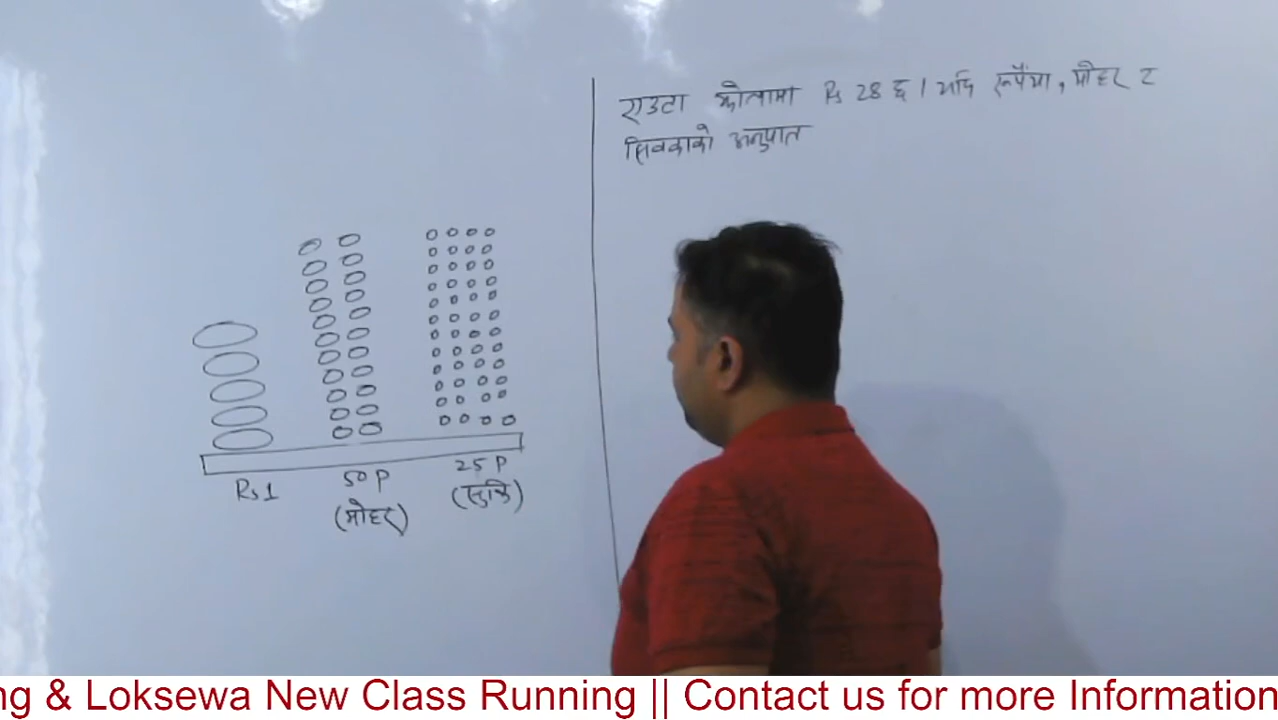 एउटा झोलामा Rs 28 छ । यदि रूपैंया, मोहर र
सिक्काको अनुपात
Rs 1
50 P
(मोहर)
25 P
(सुकि)
ng & Loksewa New Class Running || Contact us for more Information